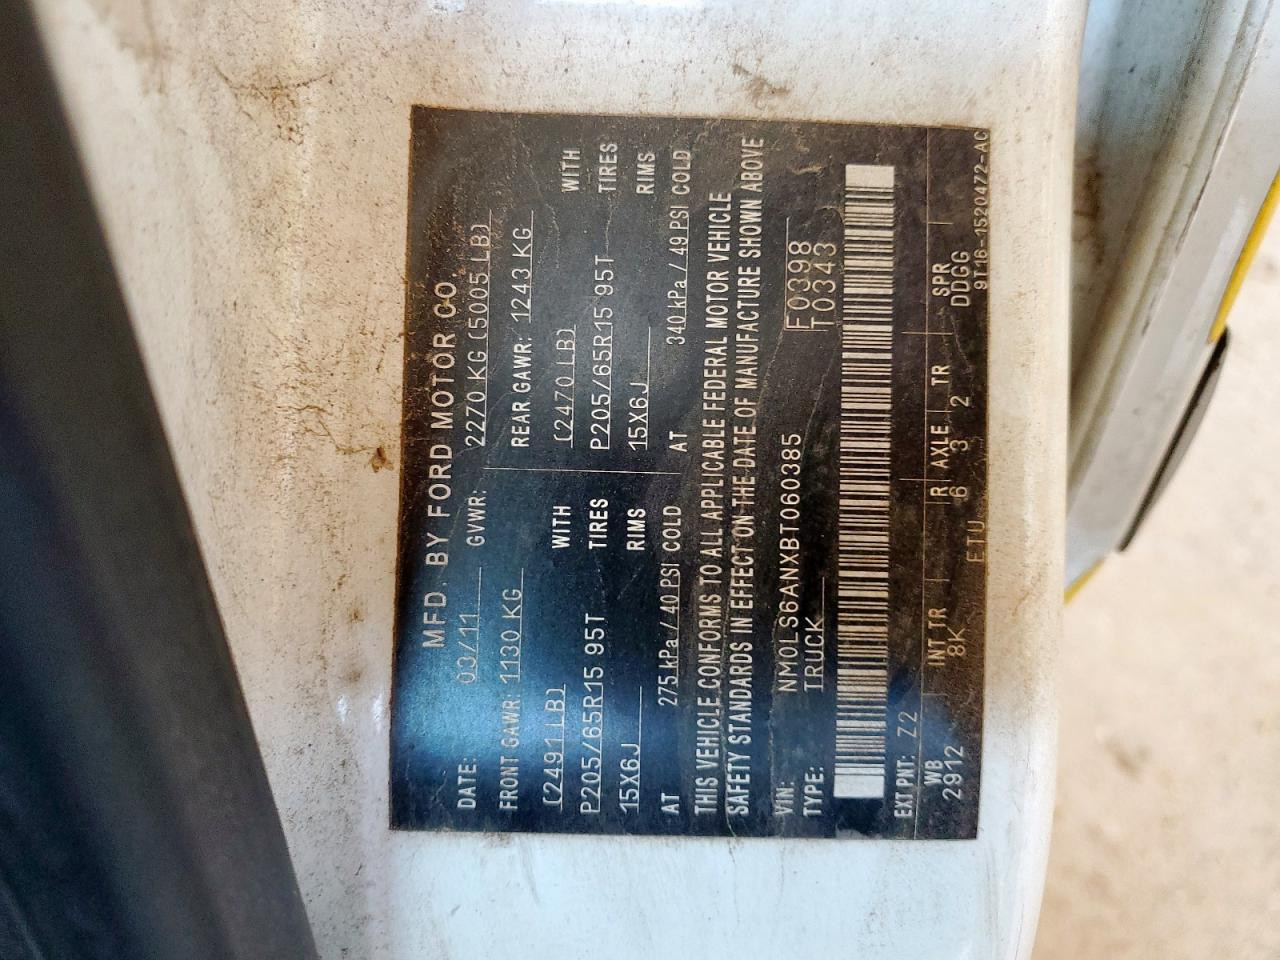 MFD. BY FORD MOTOR CO
DATE: 03/11 GVWR: 2270 KG (5005 LB)
FRONT GAWR: 1130 KG REAR GAWR: 1243 KG
(2491 LB) WITH (2470 LB) WITH
P205/65R15 95T TIRES P205/65R15 95T TIRES
15X6J RIMS 15X6J RIMS
AT 275 kPa / 40 PSI COLD AT 340 kPa / 49 PSI COLD
THIS VEHICLE CONFORMS TO ALL APPLICABLE FEDERAL MOTOR VEHICLE
SAFETY STANDARDS IN EFFECT ON THE DATE OF MANUFACTURE SHOWN ABOVE
VIN: NM0LS6ANXBT060385 F0398
TYPE: TRUCK T0343
EXT PNT: Z2
WB INT TR R AXLE TR SPR
2912 8K 6 3 2 DDGG
ETU 9T16-1520472-AC